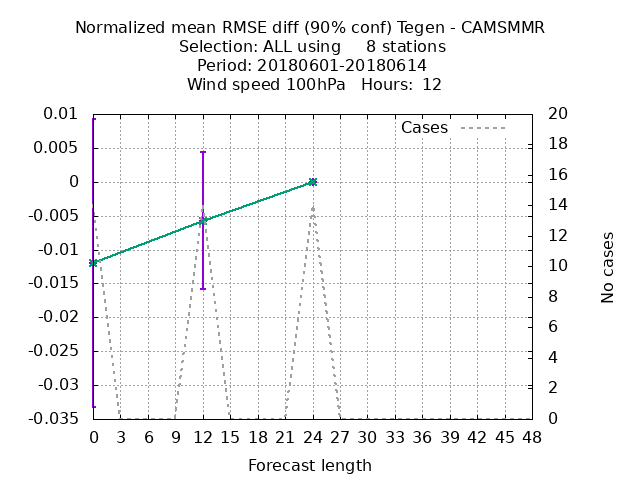 Normalized mean RMSE diff (90% conf) Tegen - CAMSMMR
Selection: ALL using     8 stations
Period: 20180601-20180614
Wind speed 100hPa   Hours:  12
Cases
0.01
0.005
0
-0.005
-0.01
-0.015
-0.02
-0.025
-0.03
-0.035
20
18
16
14
12
10
8
6
4
2
0
No cases
0 3 6 9 12 15 18 21 24 27 30 33 36 39 42 45 48
Forecast length